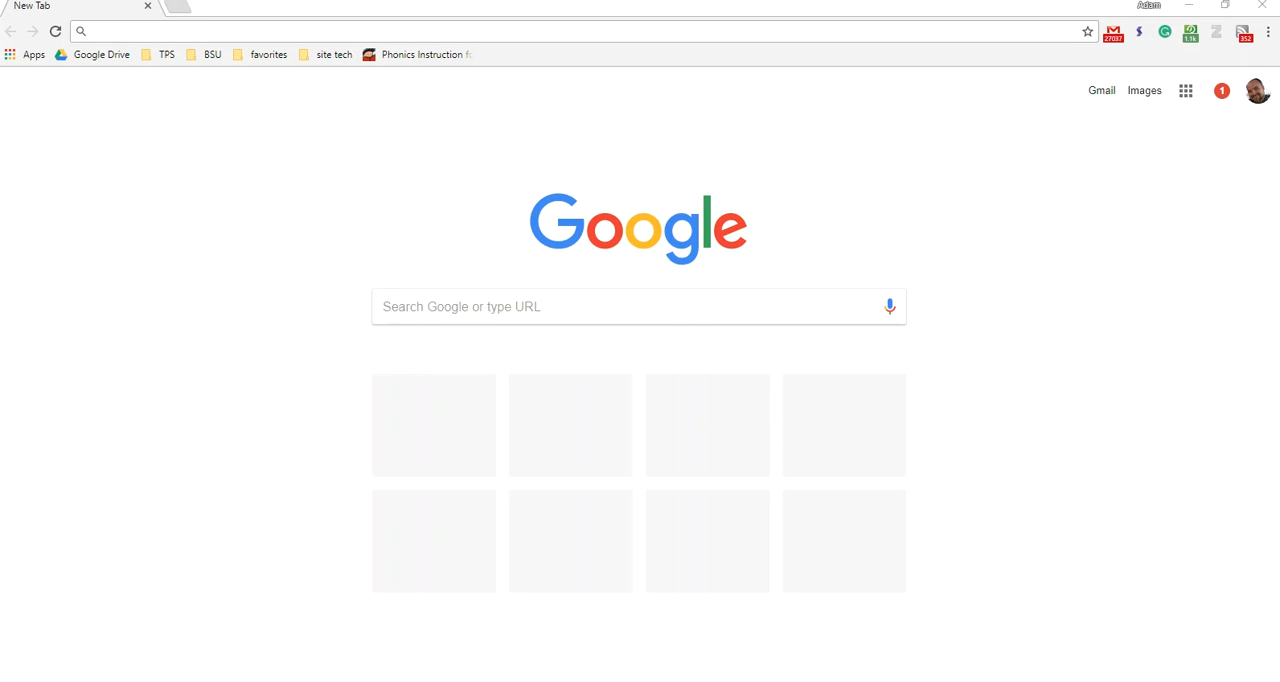 New Tab
Adam
27037
1.1k
352
Apps Google Drive TPS BSU favorites site tech Phonics Instruction fo
Gmail Images 1
Google
Search Google or type URL